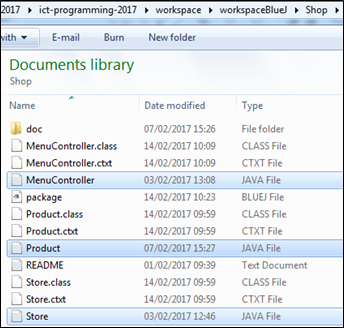 2017 ▸ ict-programming-2017 ▸ workspace ▸ workspaceBlueJ ▸ Shop ▸
with ▾ E-mail Burn New folder
Documents library
Shop
Name Date modified Type
doc 07/02/2017 15:26 File folder
MenuController.class 14/02/2017 10:09 CLASS File
MenuController.ctxt 14/02/2017 10:09 CTXT File
MenuController 03/02/2017 13:08 JAVA File
package 14/02/2017 10:23 BLUEJ File
Product.class 14/02/2017 09:59 CLASS File
Product.ctxt 14/02/2017 09:59 CTXT File
Product 07/02/2017 15:27 JAVA File
README 01/02/2017 09:39 Text Document
Store.class 14/02/2017 09:59 CLASS File
Store.ctxt 14/02/2017 09:59 CTXT File
Store 03/02/2017 12:46 JAVA File